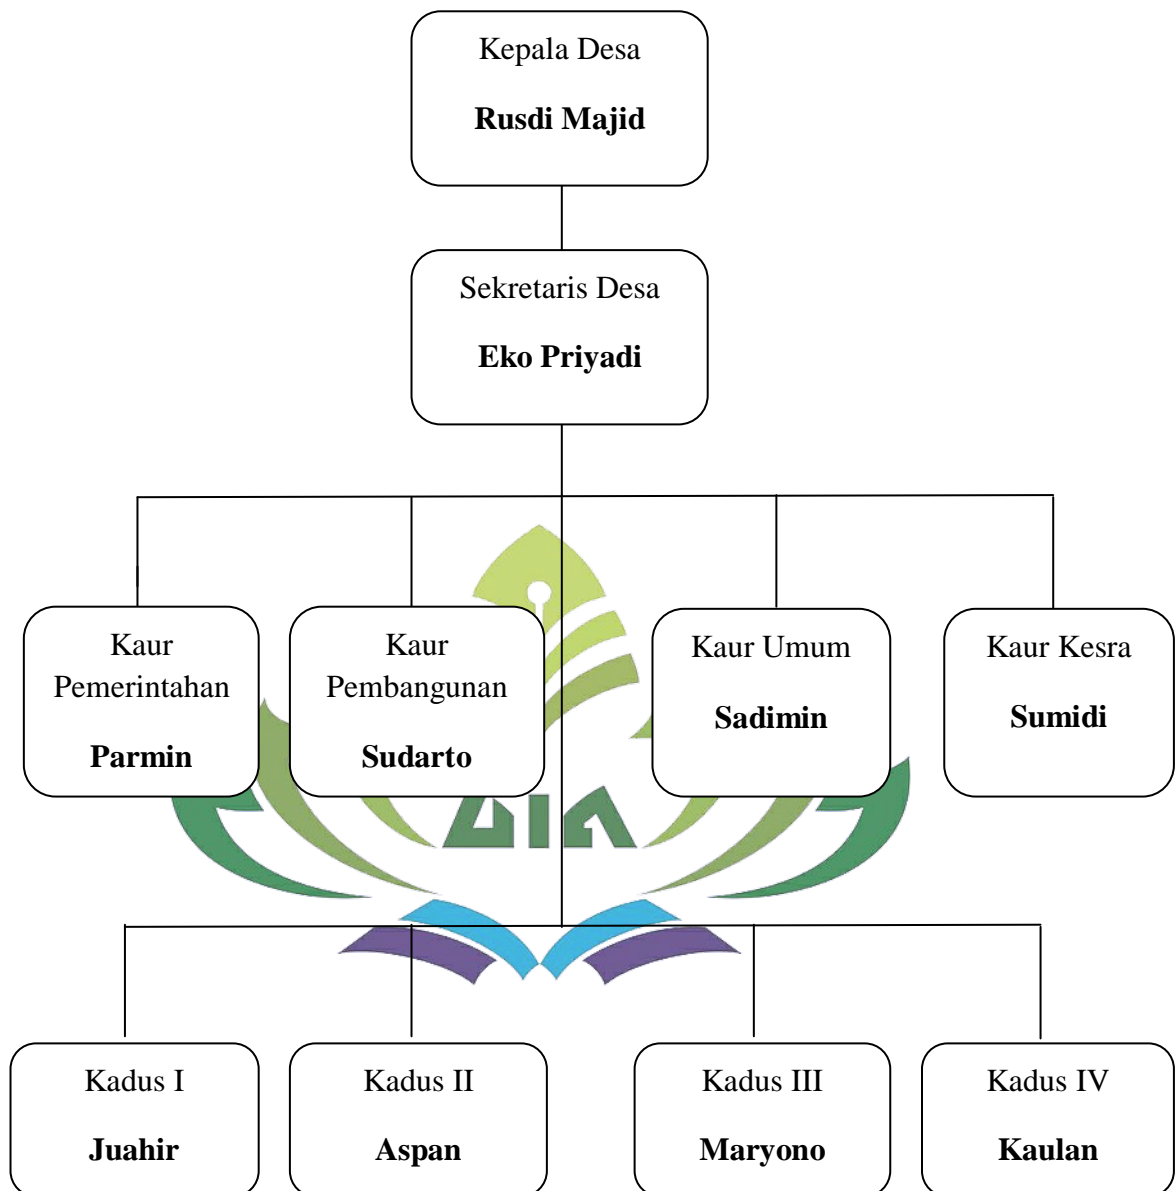 Kepala Desa
Rusdi Majid
Sekretaris Desa
Eko Priyadi
Kaur
Pemerintahan
Parmin
Kaur
Pembangunan
Sudarto
Kaur Umum
Sadimin
Kaur Kesra
Sumidi
Kadus I
Juahir
Kadus II
Aspan
Kadus III
Maryono
Kadus IV
Kaulan